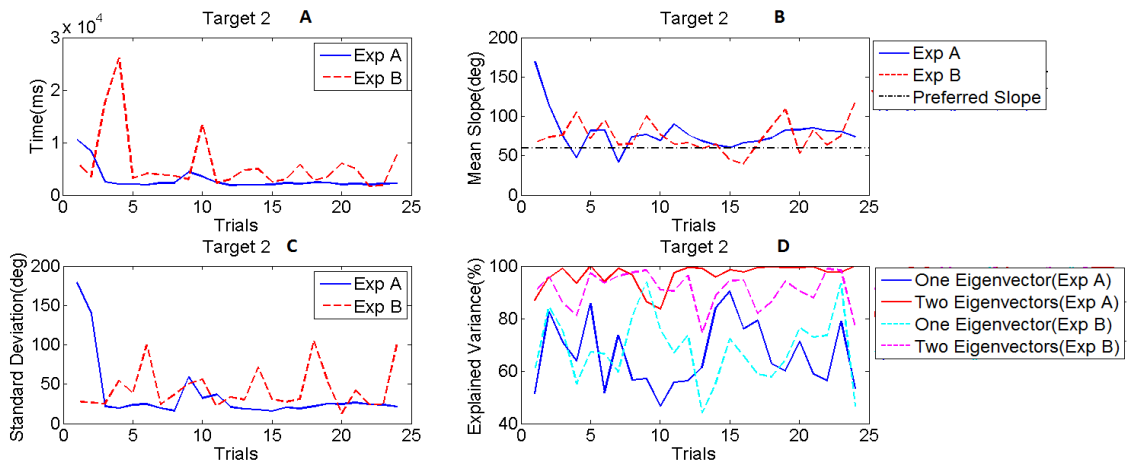 Target 2 A
3 x 10^4
2
1
0
Time(ms)
0 5 10 15 20 25
Trials
Exp A
Exp B
Target 2 B
200
150
100
50
0
Mean Slope(deg)
0 5 10 15 20 25
Trials
Exp A
Exp B
Preferred Slope
Target 2 C
200
150
100
50
0
Standard Deviation(deg)
0 5 10 15 20 25
Trials
Exp A
Exp B
Target 2 D
100
80
60
40
Explained Variance(%)
0 5 10 15 20 25
Trials
One Eigenvector(Exp A)
Two Eigenvectors(Exp A)
One Eigenvector(Exp B)
Two Eigenvectors(Exp B)